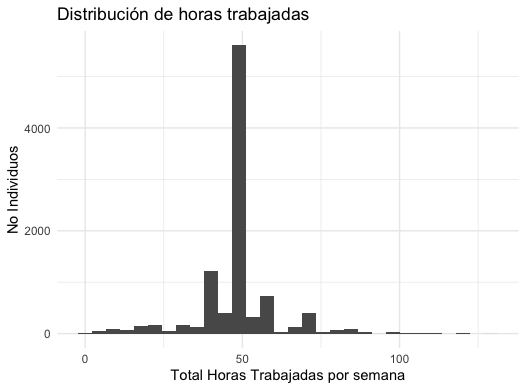 Distribución de horas trabajadas
No Individuos
4000
2000
0
0
50
100
Total Horas Trabajadas por semana